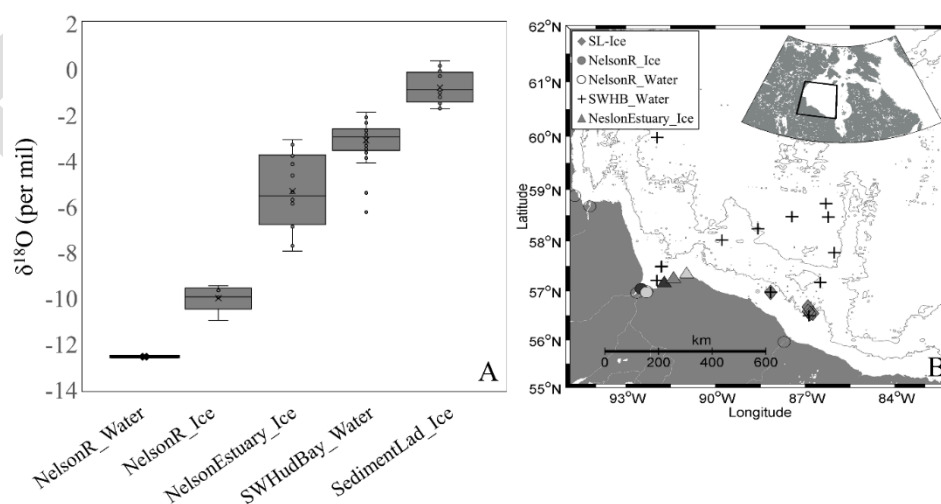 2
0
-2
-4
-6
-8
-10
-12
-14
δ18O (per mil)
A
NelsonR_Water
NelsonR_Ice
NelsonEstuary_Ice
SWHudBay_Water
SedimentLad_Ice
62°N
61°N
60°N
59°N
58°N
57°N
56°N
55°N
Latitude
SL-Ice
NelsonR_Ice
NelsonR_Water
SWHB_Water
NeslonEstuary_Ice
km
0 200 400 600
B
93°W 90°W 87°W 84°W
Longitude